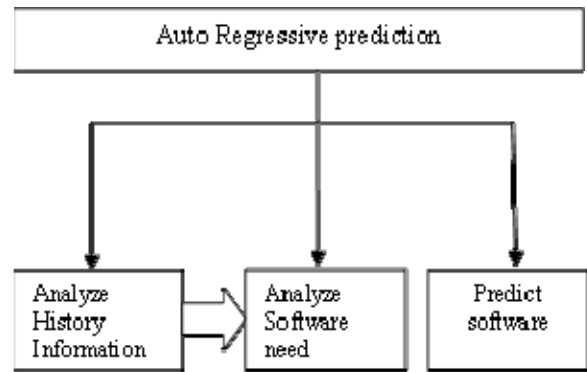 Auto Regressive prediction
Analyze
History
Information
Analyze
Software
need
Predict
software